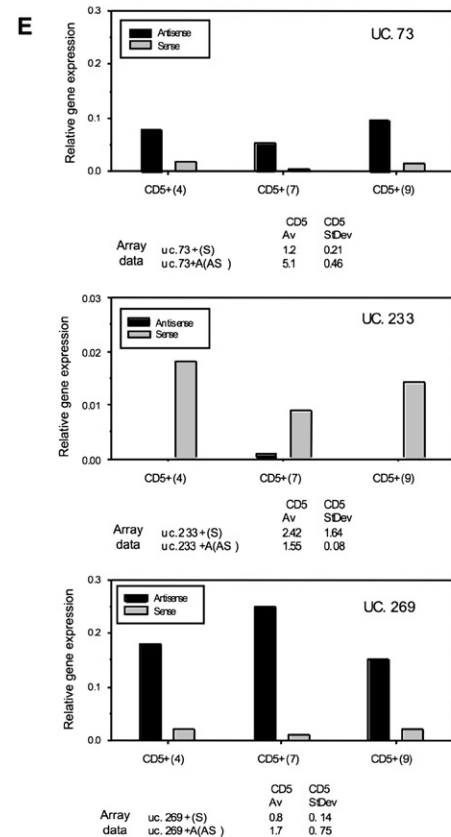 E
0.3
UC. 73
Antisense
Sense
0.2
Relative gene expression
0.1
0.0
CD5+(4) CD5+(7) CD5+(9)
CD5 CD5
Av StDev
Array data
uc.73+(S) 1.2 0.21
uc.73+A(AS ) 5.1 0.46
0.03
UC. 233
Antisense
Sense
0.02
Relative gene expression
0.01
0.00
CD5+(4) CD5+(7) CD5+(9)
CD5 CD5
Av StDev
Array data
uc.233+(S) 2.42 1.64
uc.233 +A(AS ) 1.55 0.08
0.3
UC. 269
Antisense
Sense
0.2
Relative gene expression
0.1
0.0
CD5+(4) CD5+(7) CD5+(9)
CD5 CD5
Av StDev
Array data
uc. 269+(S) 0.8 0. 14
uc. 269+A(AS ) 1.7 0. 75